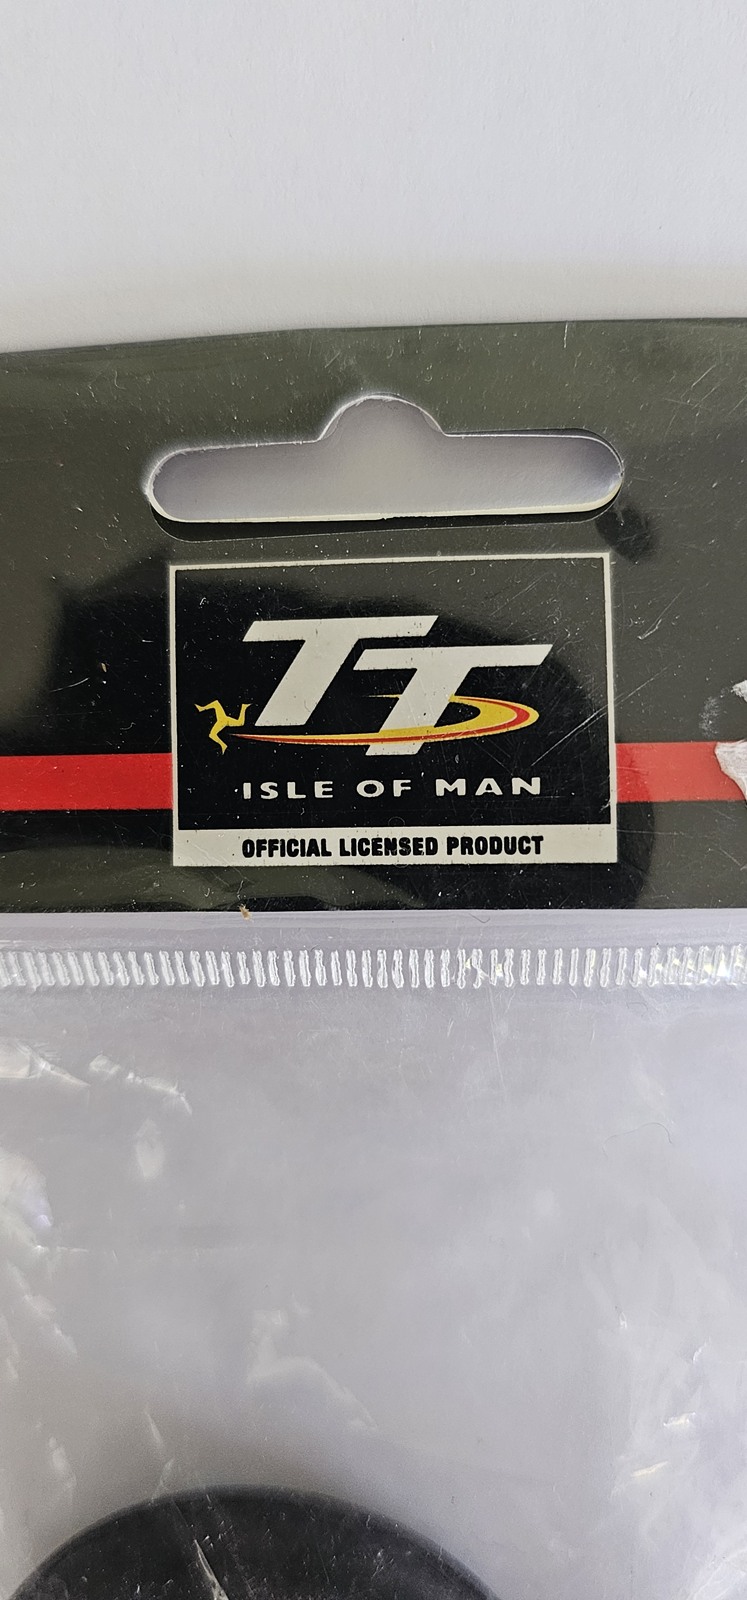 TT
ISLE OF MAN
OFFICIAL LICENSED PRODUCT